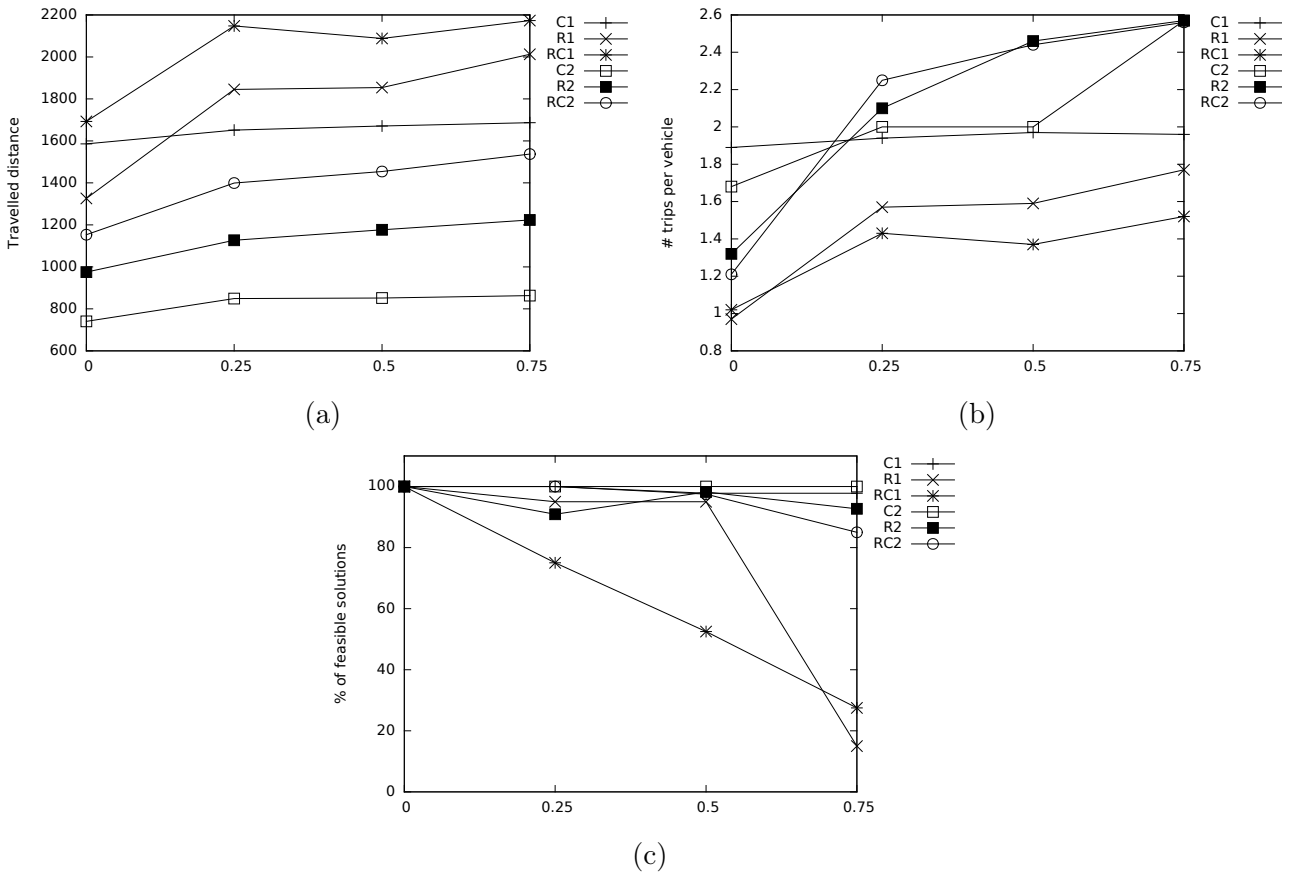 Travelled distance
2200
2000
1800
1600
1400
1200
1000
800
600
0 0.25 0.5 0.75
C1
R1
RC1
C2
R2
RC2
(a)
# trips per vehicle
2.6
2.4
2.2
2
1.8
1.6
1.4
1.2
1
0.8
0 0.25 0.5 0.75
C1
R1
RC1
C2
R2
RC2
(b)
% of feasible solutions
100
80
60
40
20
0
0 0.25 0.5 0.75
C1
R1
RC1
C2
R2
RC2
(c)